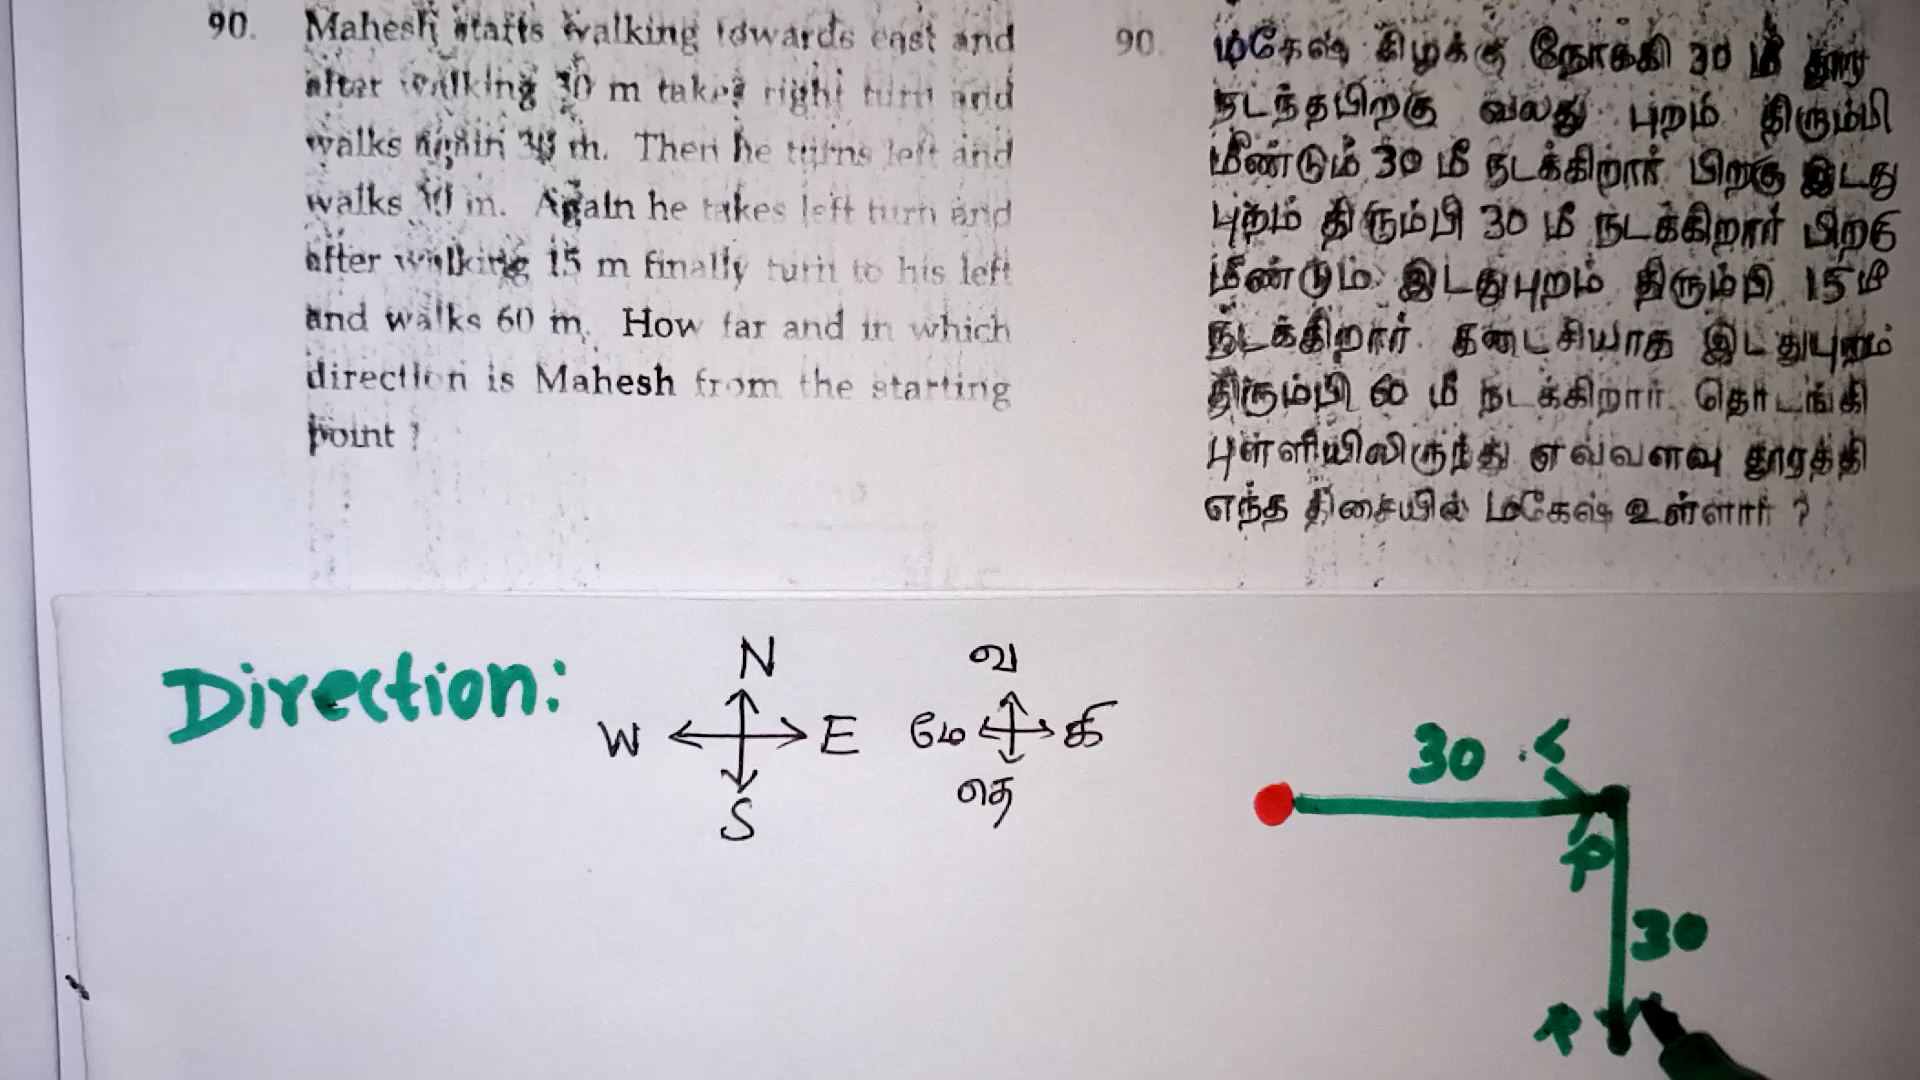 90. Mahesh starts walking towards east and
after walking 30 m takes right turn and
walks again 30 m. Then he turns left and
walks 30 m. Again he takes left turn and
after walking 15 m finally turn to his left
and walks 60 m. How far and in which
direction is Mahesh from the starting
point ?
90. மகேஷ் கிழக்கு நோக்கி 30 மீ தூர
நடந்தபிறகு வலது புறம் திரும்பி
மீண்டும் 30 மீ நடக்கிறார் பிறகு இடது
புறம் திரும்பி 30 மீ நடக்கிறார் பிறகு
மீண்டும் இடதுபுறம் திரும்பி 15 மீ
நடக்கிறார். கடைசியாக இடதுபுறம்
திரும்பி 60 மீ நடக்கிறார். தொடங்கி
புள்ளியிலிருந்து எவ்வளவு தூரத்தி
எந்த திசையில் மகேஷ் உள்ளார் ?
Direction:
N
W E
S
வ
மே கி
தெ
30
30